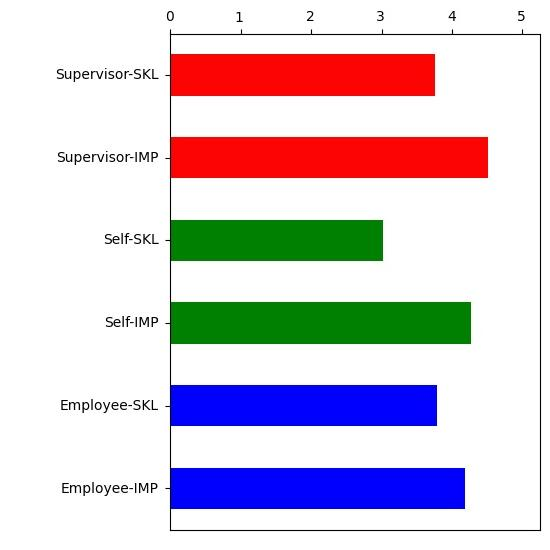 0 1 2 3 4 5
Supervisor-SKL
Supervisor-IMP
Self-SKL
Self-IMP
Employee-SKL
Employee-IMP